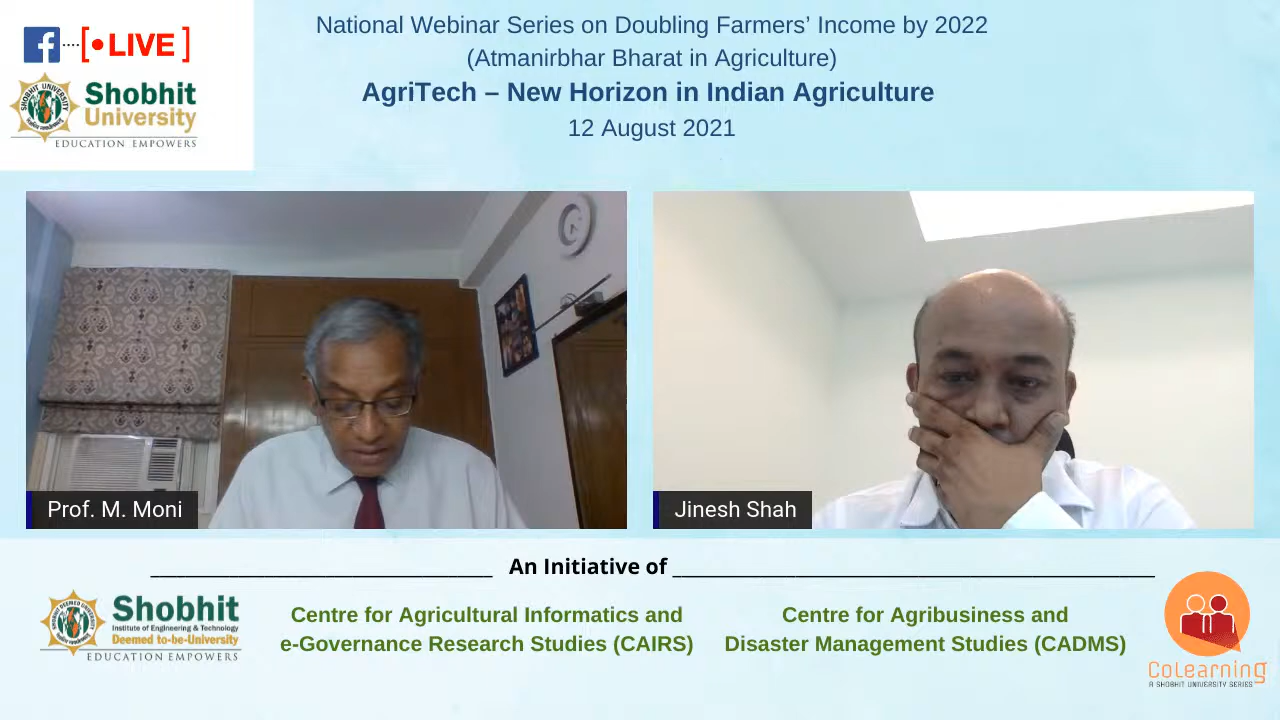 National Webinar Series on Doubling Farmers' Income by 2022
(Atmanirbhar Bharat in Agriculture)
AgriTech – New Horizon in Indian Agriculture
12 August 2021
LIVE
SHOBHIT UNIVERSITY
Shobhit
University
EDUCATION EMPOWERS
Prof. M. Moni
Jinesh Shah
An Initiative of
Shobhit
Institute of Engineering & Technology
Deemed to-be-University
EDUCATION EMPOWERS
Centre for Agricultural Informatics and
e-Governance Research Studies (CAIRS)
Centre for Agribusiness and
Disaster Management Studies (CADMS)
CoLearning
A SHOBHIT UNIVERSITY SERIES